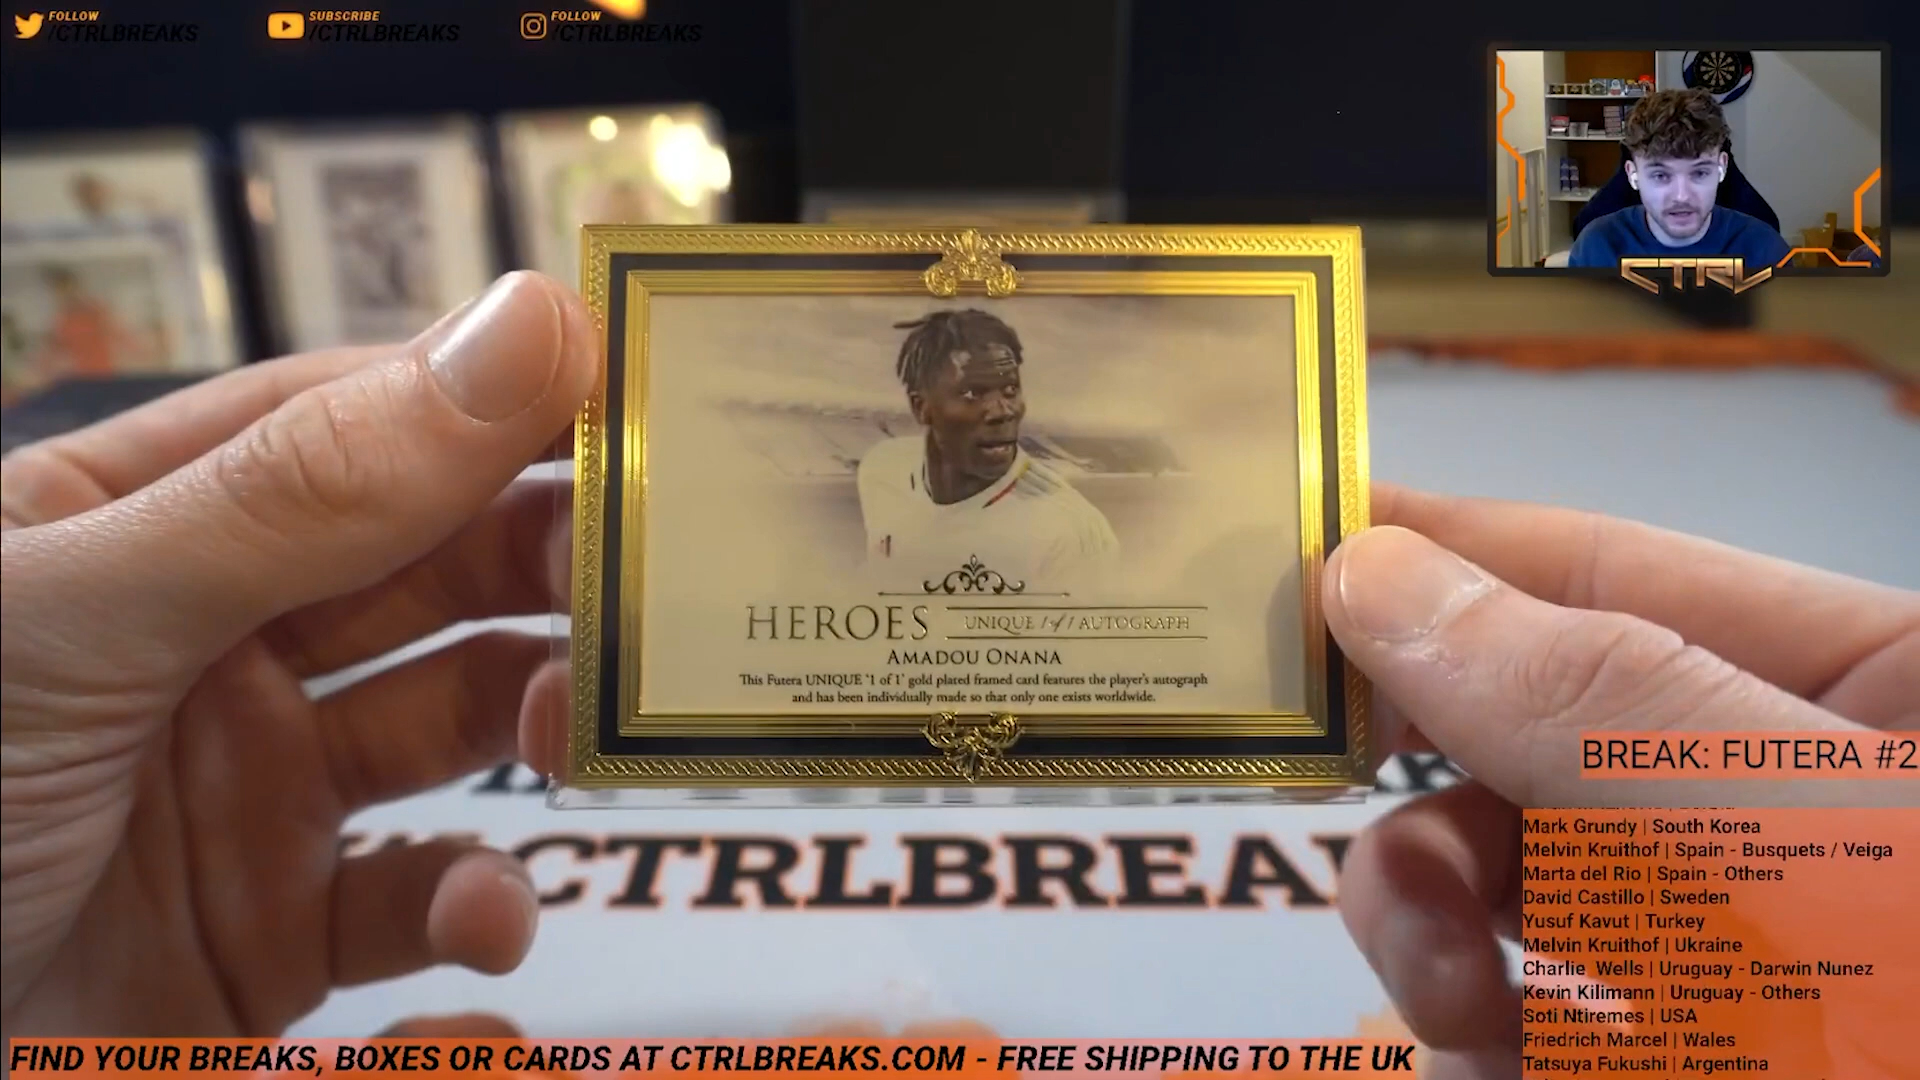 FOLLOW
/CTRLBREAKS
SUBSCRIBE
/CTRLBREAKS
FOLLOW
/CTRLBREAKS
CTRL
HEROES
UNIQUE 1 of 1 AUTOGRAPH
AMADOU ONANA
This Futera UNIQUE '1 of 1' gold plated framed card features the player's autograph
and has been individually made so that only one exists worldwide.
CTRLBREA
BREAK: FUTERA #2
Mark Grundy | South Korea
Melvin Kruithof | Spain - Busquets / Veiga
Marta del Rio | Spain - Others
David Castillo | Sweden
Yusuf Kavut | Turkey
Melvin Kruithof | Ukraine
Charlie Wells | Uruguay - Darwin Nunez
Kevin Kilimann | Uruguay - Others
Soti Ntiremes | USA
Friedrich Marcel | Wales
Tatsuya Fukushi | Argentina
FIND YOUR BREAKS, BOXES OR CARDS AT CTRLBREAKS.COM - FREE SHIPPING TO THE UK